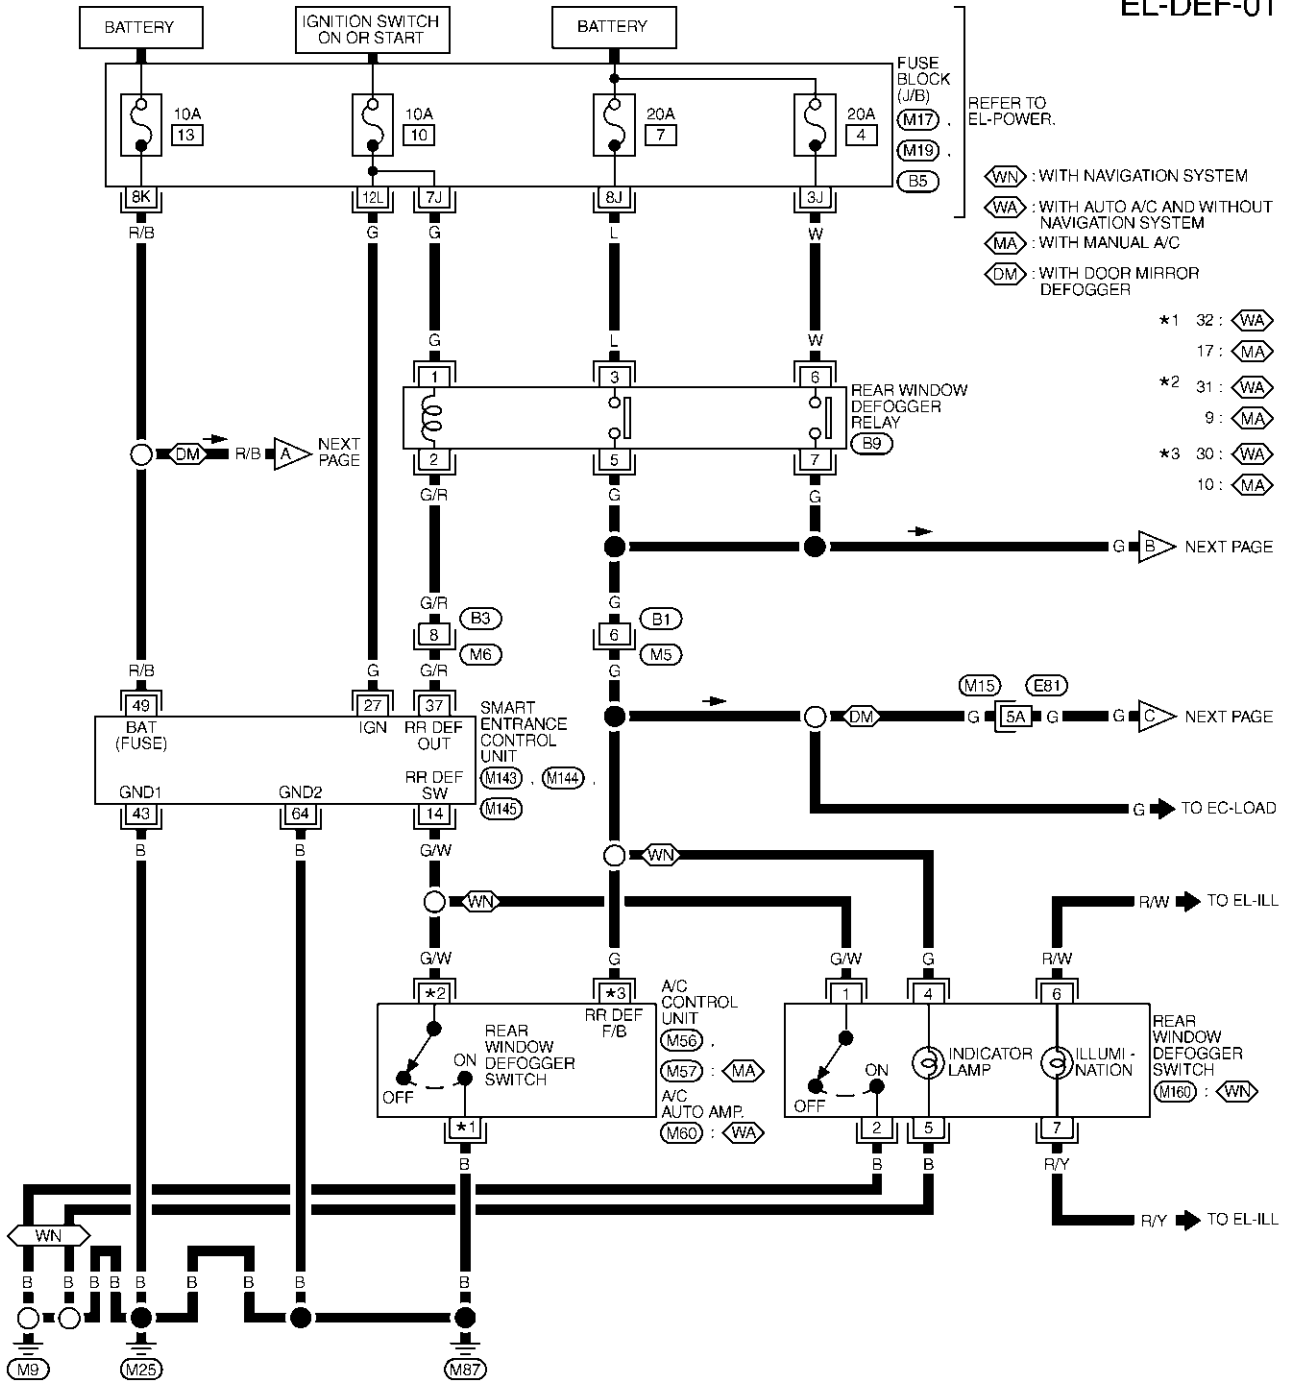 EL-DEF-01
BATTERY
IGNITION SWITCH
ON OR START
BATTERY
FUSE
BLOCK
(J/B)
M17 ,
M19 ,
B5
REFER TO
EL-POWER.
10A
13
10A
10
20A
7
20A
4
8K
12L
7J
8J
3J
R/B
G
G
L
W
WN : WITH NAVIGATION SYSTEM
WA : WITH AUTO A/C AND WITHOUT
NAVIGATION SYSTEM
MA : WITH MANUAL A/C
DM : WITH DOOR MIRROR
DEFOGGER
★1 32 : WA
17 : MA
★2 31 : WA
9 : MA
★3 30 : WA
10 : MA
G
L
W
1
3
6
REAR WINDOW
DEFOGGER
RELAY
B9
DM
R/B
A
NEXT
PAGE
2
5
7
G/R
G
G
G
B
NEXT PAGE
G/R
G
8
B3
M6
6
B1
M5
R/B
G
G/R
G
49
27
37
SMART
ENTRANCE
CONTROL
UNIT
M143 , M144 ,
M145
BAT
(FUSE)
IGN
RR DEF
OUT
RR DEF
SW
GND1
GND2
43
64
14
B
B
G/W
M15
E81
DM
G
5A
G
G
C
NEXT PAGE
G
TO EC-LOAD
WN
WN
R/W
TO EL-ILL
G/W
G
G/W
G
R/W
★2
★3
RR DEF
F/B
REAR
WINDOW
DEFOGGER
SWITCH
ON
OFF
★1
A/C
CONTROL
UNIT
M56 ,
M57 : MA
A/C
AUTO AMP.
M60 : WA
1
4
6
ON
OFF
INDICATOR
LAMP
ILLUMI -
NATION
REAR
WINDOW
DEFOGGER
SWITCH
M160 : WN
2
5
7
B
B
B
R/Y
R/Y
TO EL-ILL
WN
B
B
B
B
B
B
B
B
B
M9
M25
M87